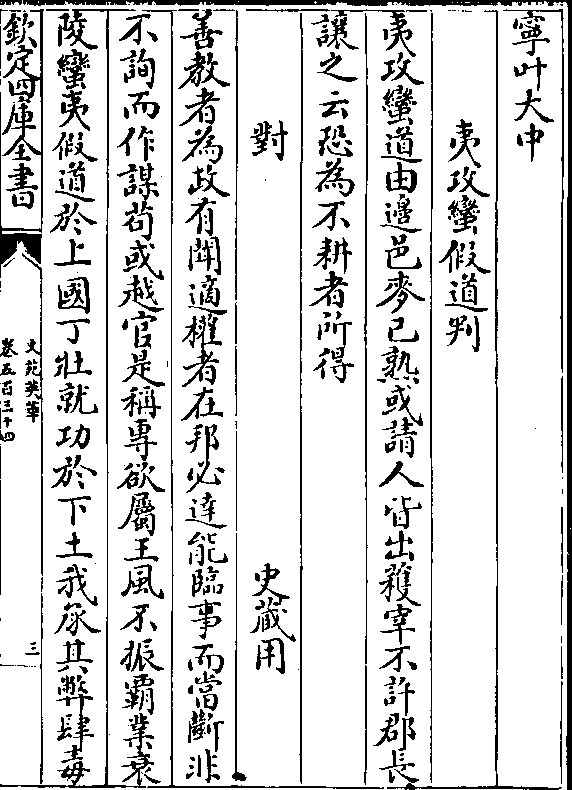 寧叶大中
夷攻蠻假道判
夷攻蠻道由邊邑麥已熟或請人皆出穫宰不許郡長
讓之云恐為不耕者所得
對　史藏用
善教者為政有聞適權者在邦必達能臨事而當斷非
不詢而作謀苟或越官是稱專欲屬王風不振霸業衰
陵蠻夷假道於上國丁壯就功於下土我疚其弊肆毒
欽定四庫全書
文苑英華
卷五百三十四
三